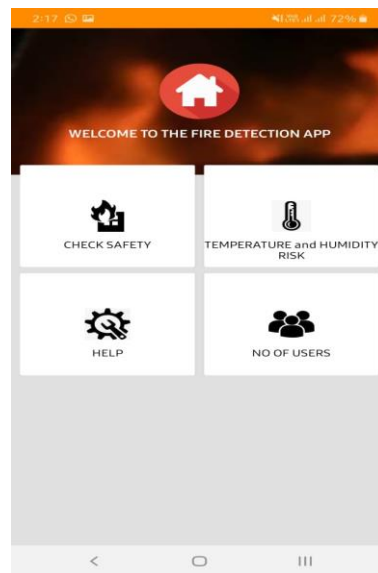 2:17 72%
WELCOME TO THE FIRE DETECTION APP
CHECK SAFETY
TEMPERATURE and HUMIDITY
RISK
HELP
NO OF USERS